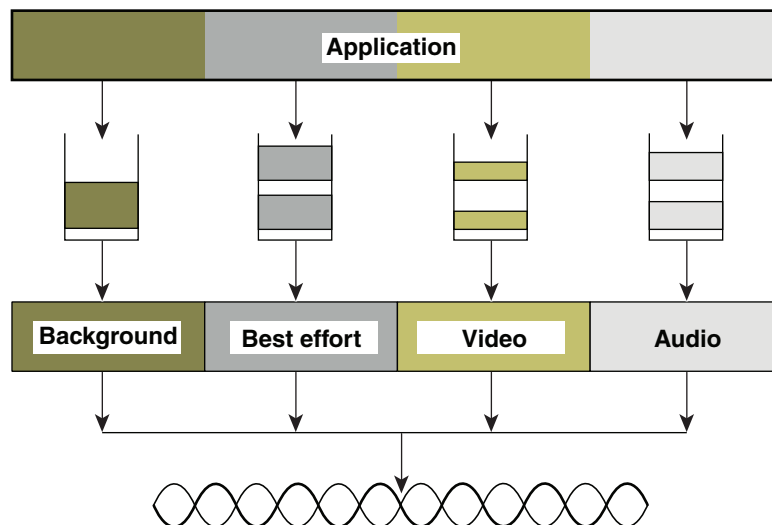 Application
Background
Best effort
Video
Audio